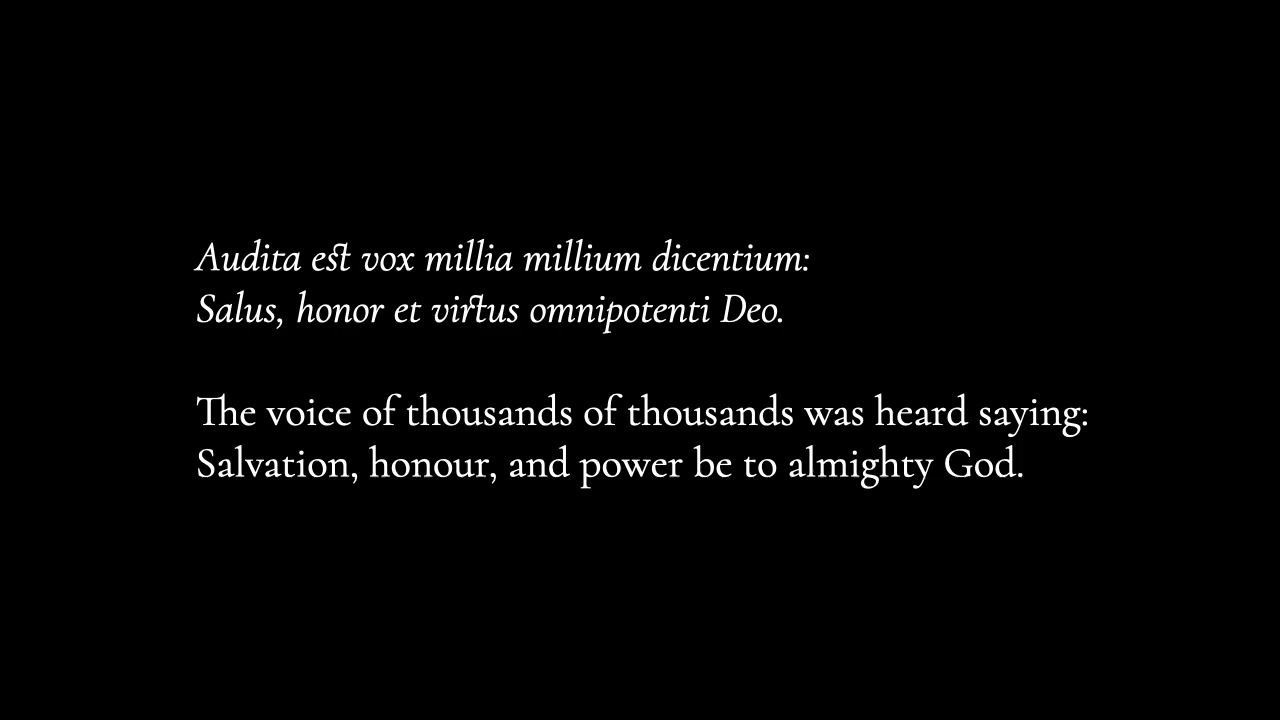 Audita est vox millia millium dicentium:
Salus, honor et virtus omnipotenti Deo.
The voice of thousands of thousands was heard saying:
Salvation, honour, and power be to almighty God.